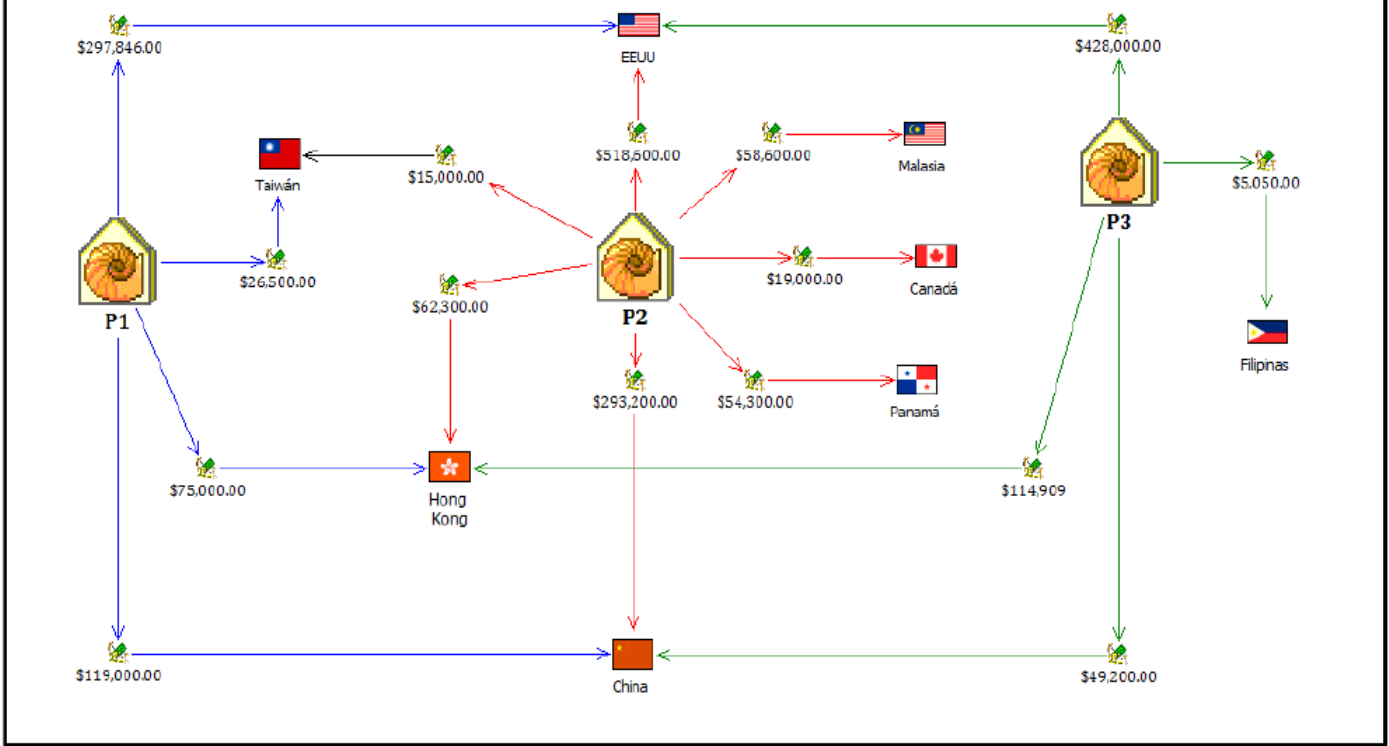 $297,846.00
EEUU
$428,000.00
$15,000.00
$518,600.00
$58,600.00
Malasia
$5,050.00
Taiwán
P3
$26,500.00
$62,300.00
$19,000.00
Canadá
P1
P2
Filipinas
$293,200.00
$54,300.00
Panamá
$75,000.00
Hong
Kong
$114,909
$119,000.00
China
$49,200.00